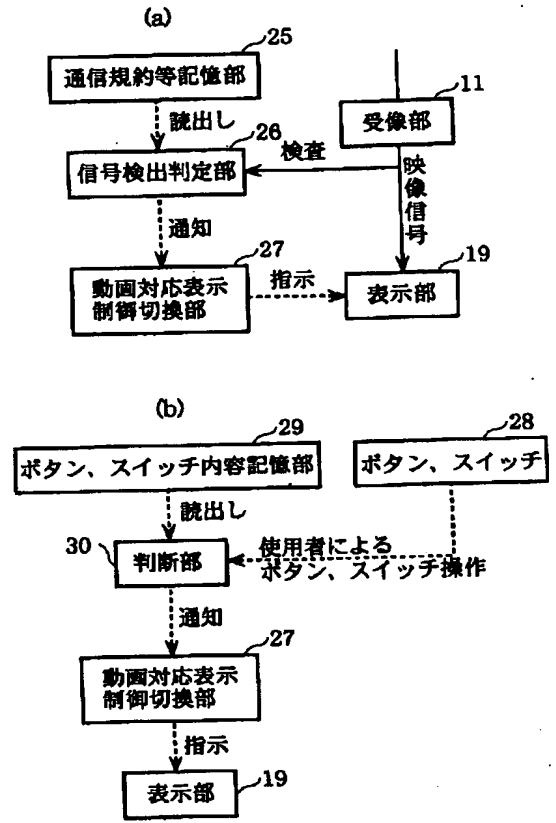 (a)
25
通信規約等記憶部
11
読出し
26
受像部
検査
信号検出判定部
映像信号
通知
27
19
動画対応表示
制御切換部
指示
表示部
(b)
29
28
ボタン、スイッチ内容記憶部
ボタン、スイッチ
読出し
30
判断部
使用者による
ボタン、スイッチ操作
通知
27
動画対応表示
制御切換部
指示
19
表示部